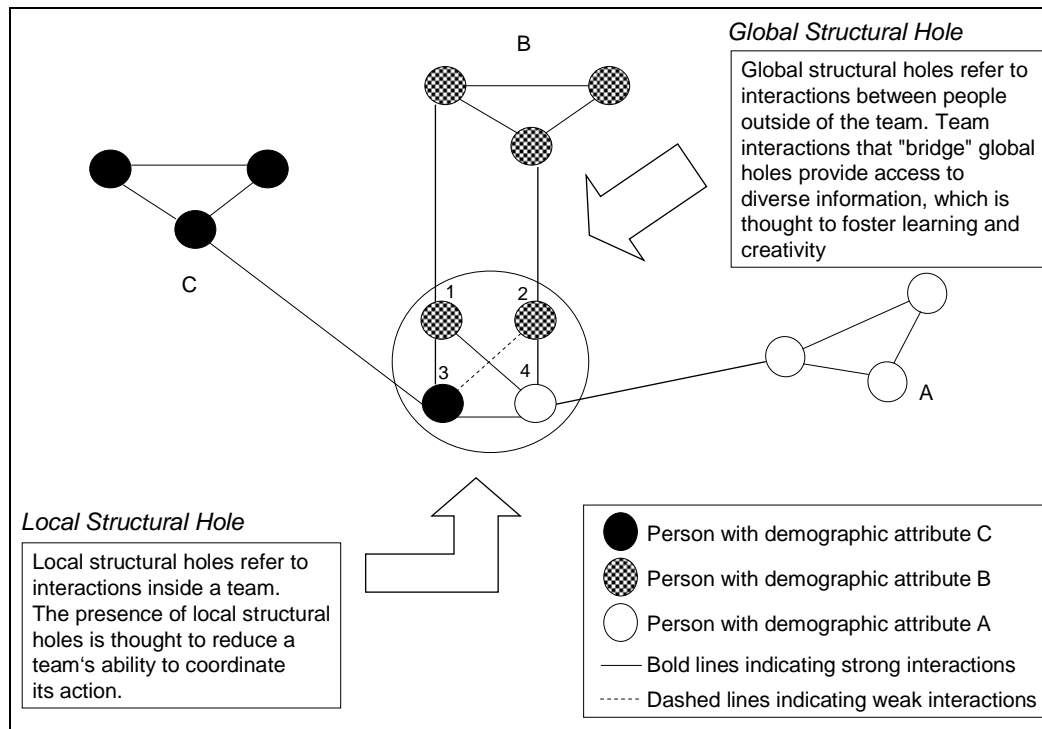 B
Global Structural Hole
Global structural holes refer to
interactions between people
outside of the team. Team
interactions that "bridge" global
holes provide access to
diverse information, which is
thought to foster learning and
creativity
C
1
2
3
4
A
Local Structural Hole
Local structural holes refer to
interactions inside a team.
The presence of local structural
holes is thought to reduce a
team‘s ability to coordinate
its action.
Person with demographic attribute C
Person with demographic attribute B
Person with demographic attribute A
Bold lines indicating strong interactions
Dashed lines indicating weak interactions